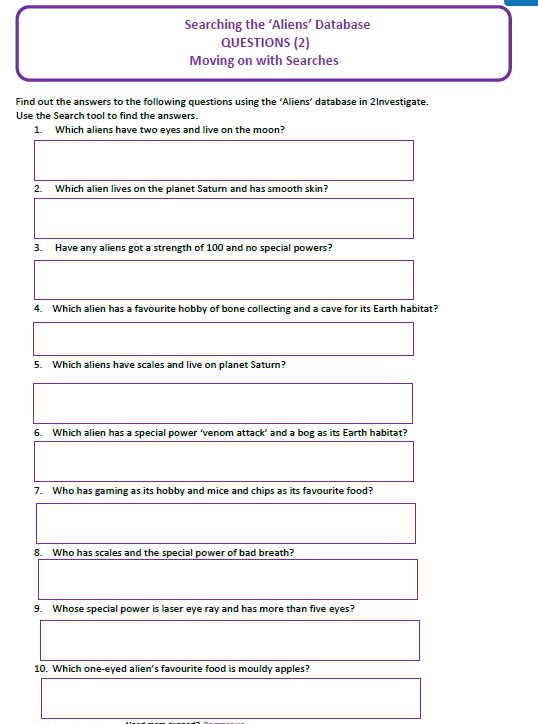 Searching the ‘Aliens’ Database
QUESTIONS (2)
Moving on with Searches
Find out the answers to the following questions using the ‘Aliens’ database in 2Investigate.
Use the Search tool to find the answers.
1. Which aliens have two eyes and live on the moon?
2. Which alien lives on the planet Saturn and has smooth skin?
3. Have any aliens got a strength of 100 and no special powers?
4. Which alien has a favourite hobby of bone collecting and a cave for its Earth habitat?
5. Which aliens have scales and live on planet Saturn?
6. Which alien has a special power ‘venom attack’ and a bog as its Earth habitat?
7. Who has gaming as its hobby and mice and chips as its favourite food?
8. Who has scales and the special power of bad breath?
9. Whose special power is laser eye ray and has more than five eyes?
10. Which one-eyed alien’s favourite food is mouldy apples?
Need more support? Contact us